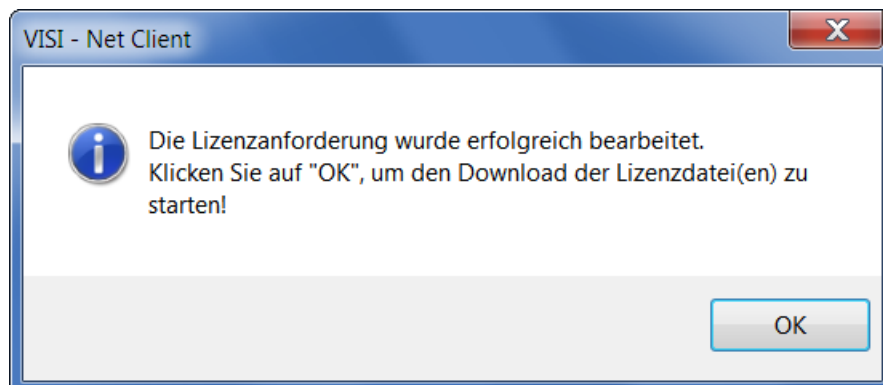 VISI - Net Client
Die Lizenzanforderung wurde erfolgreich bearbeitet.
Klicken Sie auf "OK", um den Download der Lizenzdatei(en) zu
starten!
OK